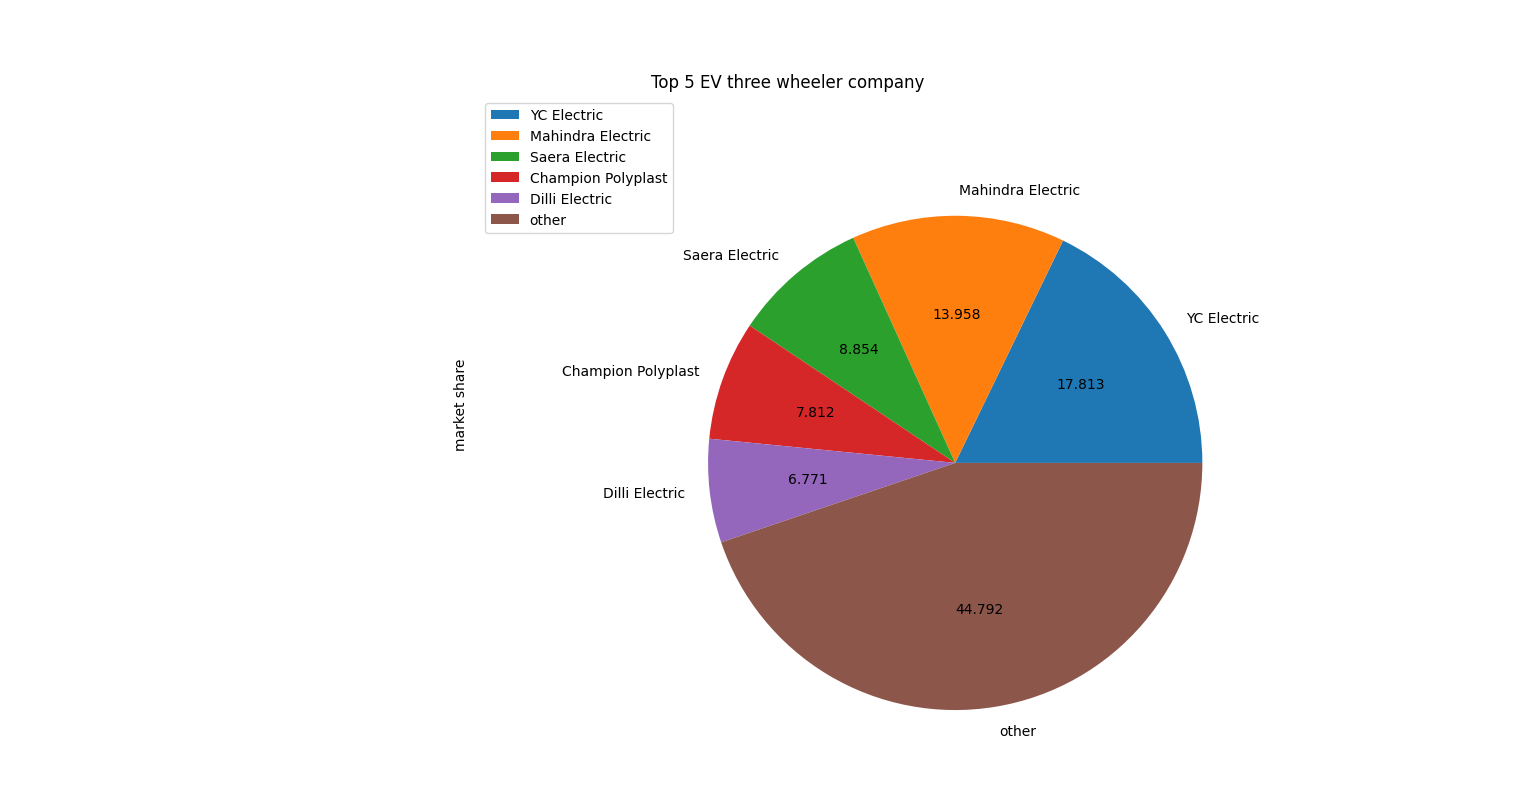 Top 5 EV three wheeler company
YC Electric
Mahindra Electric
Saera Electric
Champion Polyplast
Dilli Electric
other
Mahindra Electric
Saera Electric
YC Electric
13.958
8.854
Champion Polyplast
17.813
market share
7.812
6.771
Dilli Electric
44.792
other